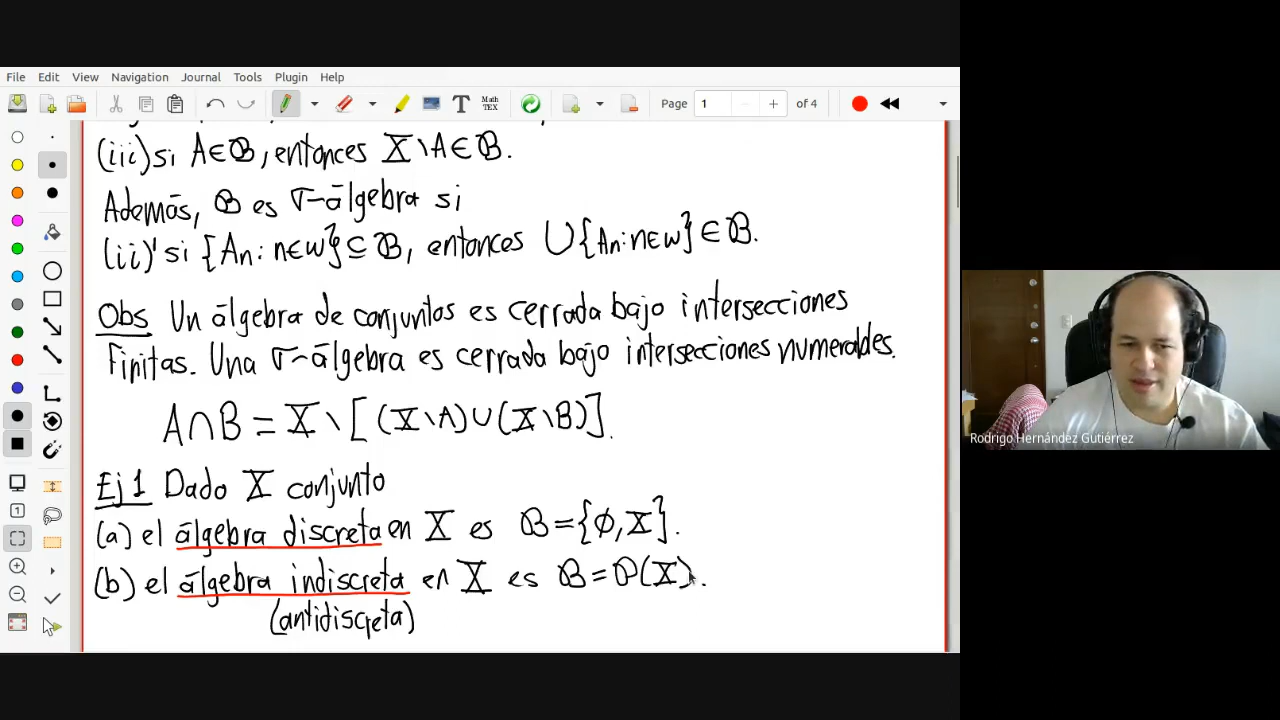 File Edit View Navigation Journal Tools Plugin Help
Math TEX Page 1 of 4
(iii) si A∈𝔹, entonces 𝕏\A∈𝔹.
Además, 𝔹 es σ-álgebra si
(ii)' si {An: n∈ω}⊆𝔹, entonces ∪{An: n∈ω}∈𝔹.
Obs Un álgebra de conjuntos es cerrada bajo intersecciones
finitas. Una σ-álgebra es cerrada bajo intersecciones numerables.
A∩B = 𝕏\[(𝕏\A)∪(𝕏\B)].
Ej 1 Dado 𝕏 conjunto
(a) el álgebra discreta en 𝕏 es 𝔹={∅,𝕏}.
(b) el álgebra indiscreta en 𝕏 es 𝔹=ℙ(𝕏).
(antidiscreta)
Rodrigo Hernández Gutiérrez